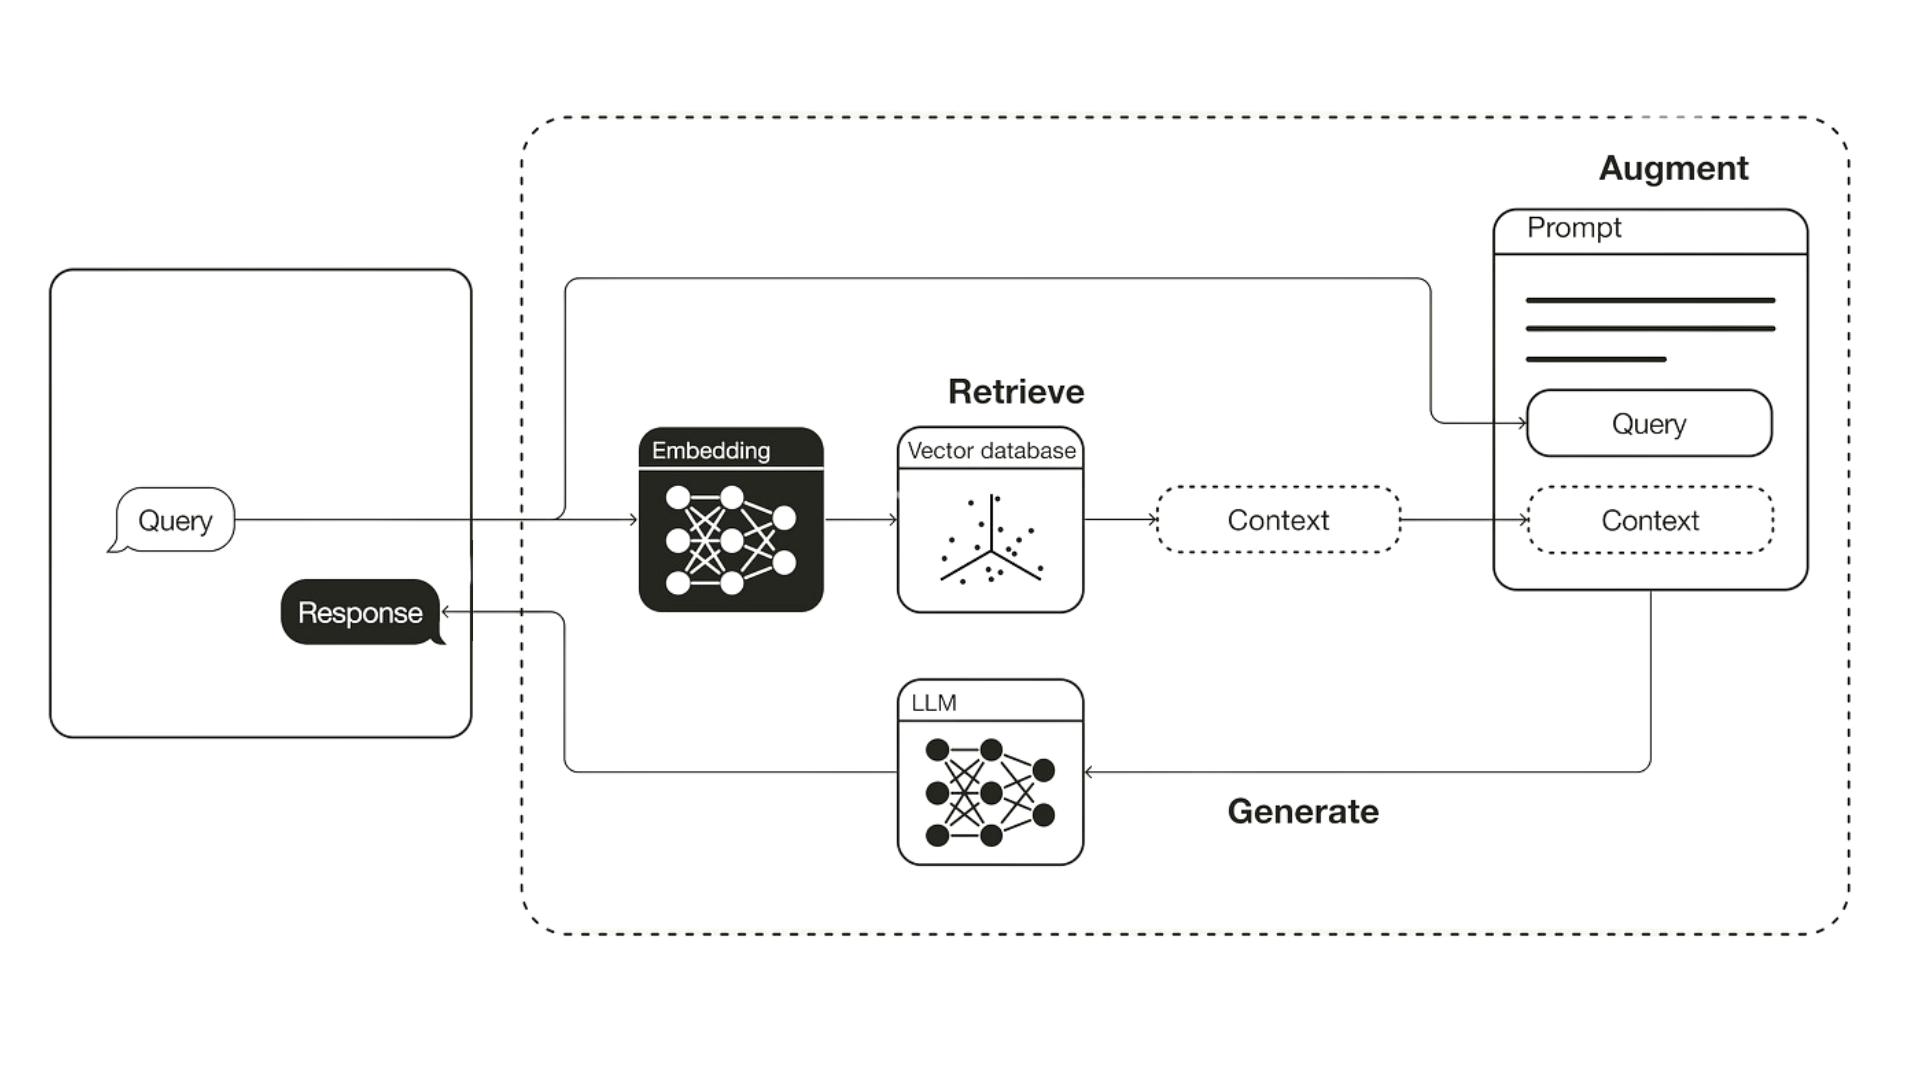 Augment
Prompt
Retrieve
Query
Embedding
Vector database
Query
Context
Context
Response
LLM
Generate